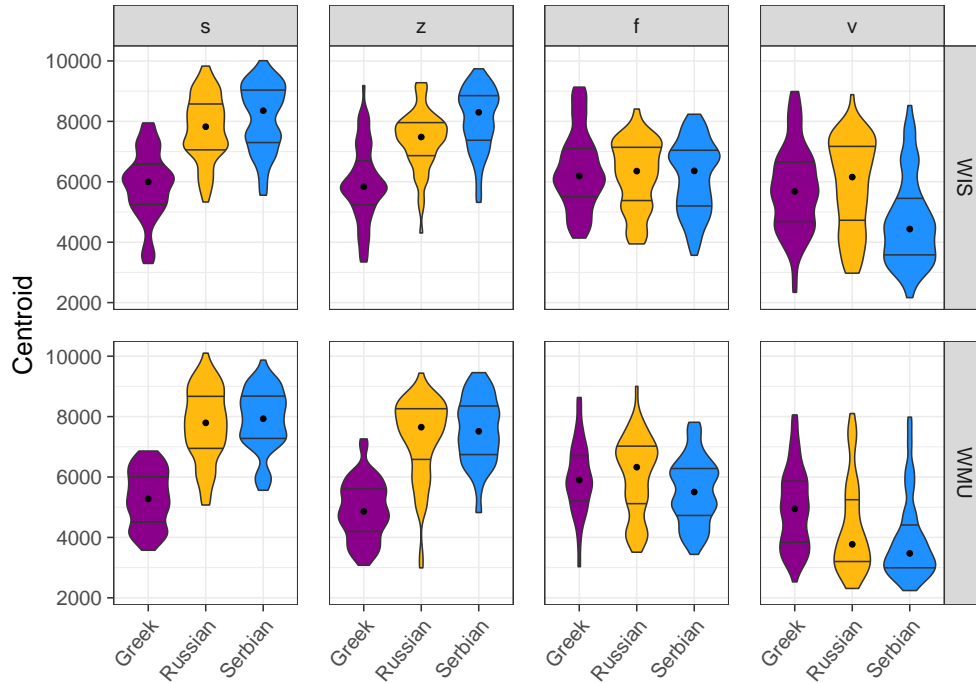 s z f v
10000
8000
6000
4000
2000
WIS
Centroid
10000
8000
6000
4000
2000
WMU
Greek Russian Serbian Greek Russian Serbian Greek Russian Serbian Greek Russian Serbian